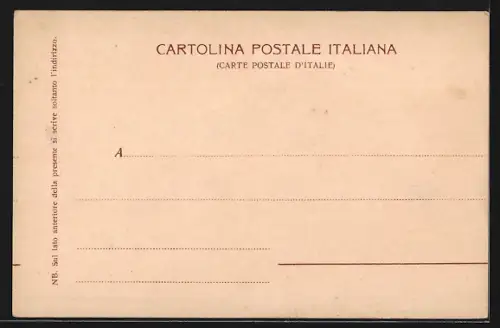 CARTOLINA POSTALE ITALIANA
(CARTE POSTALE D'ITALIE)
A
NB. Sul lato anteriore della presente si scrive soltanto l'indirizzo.